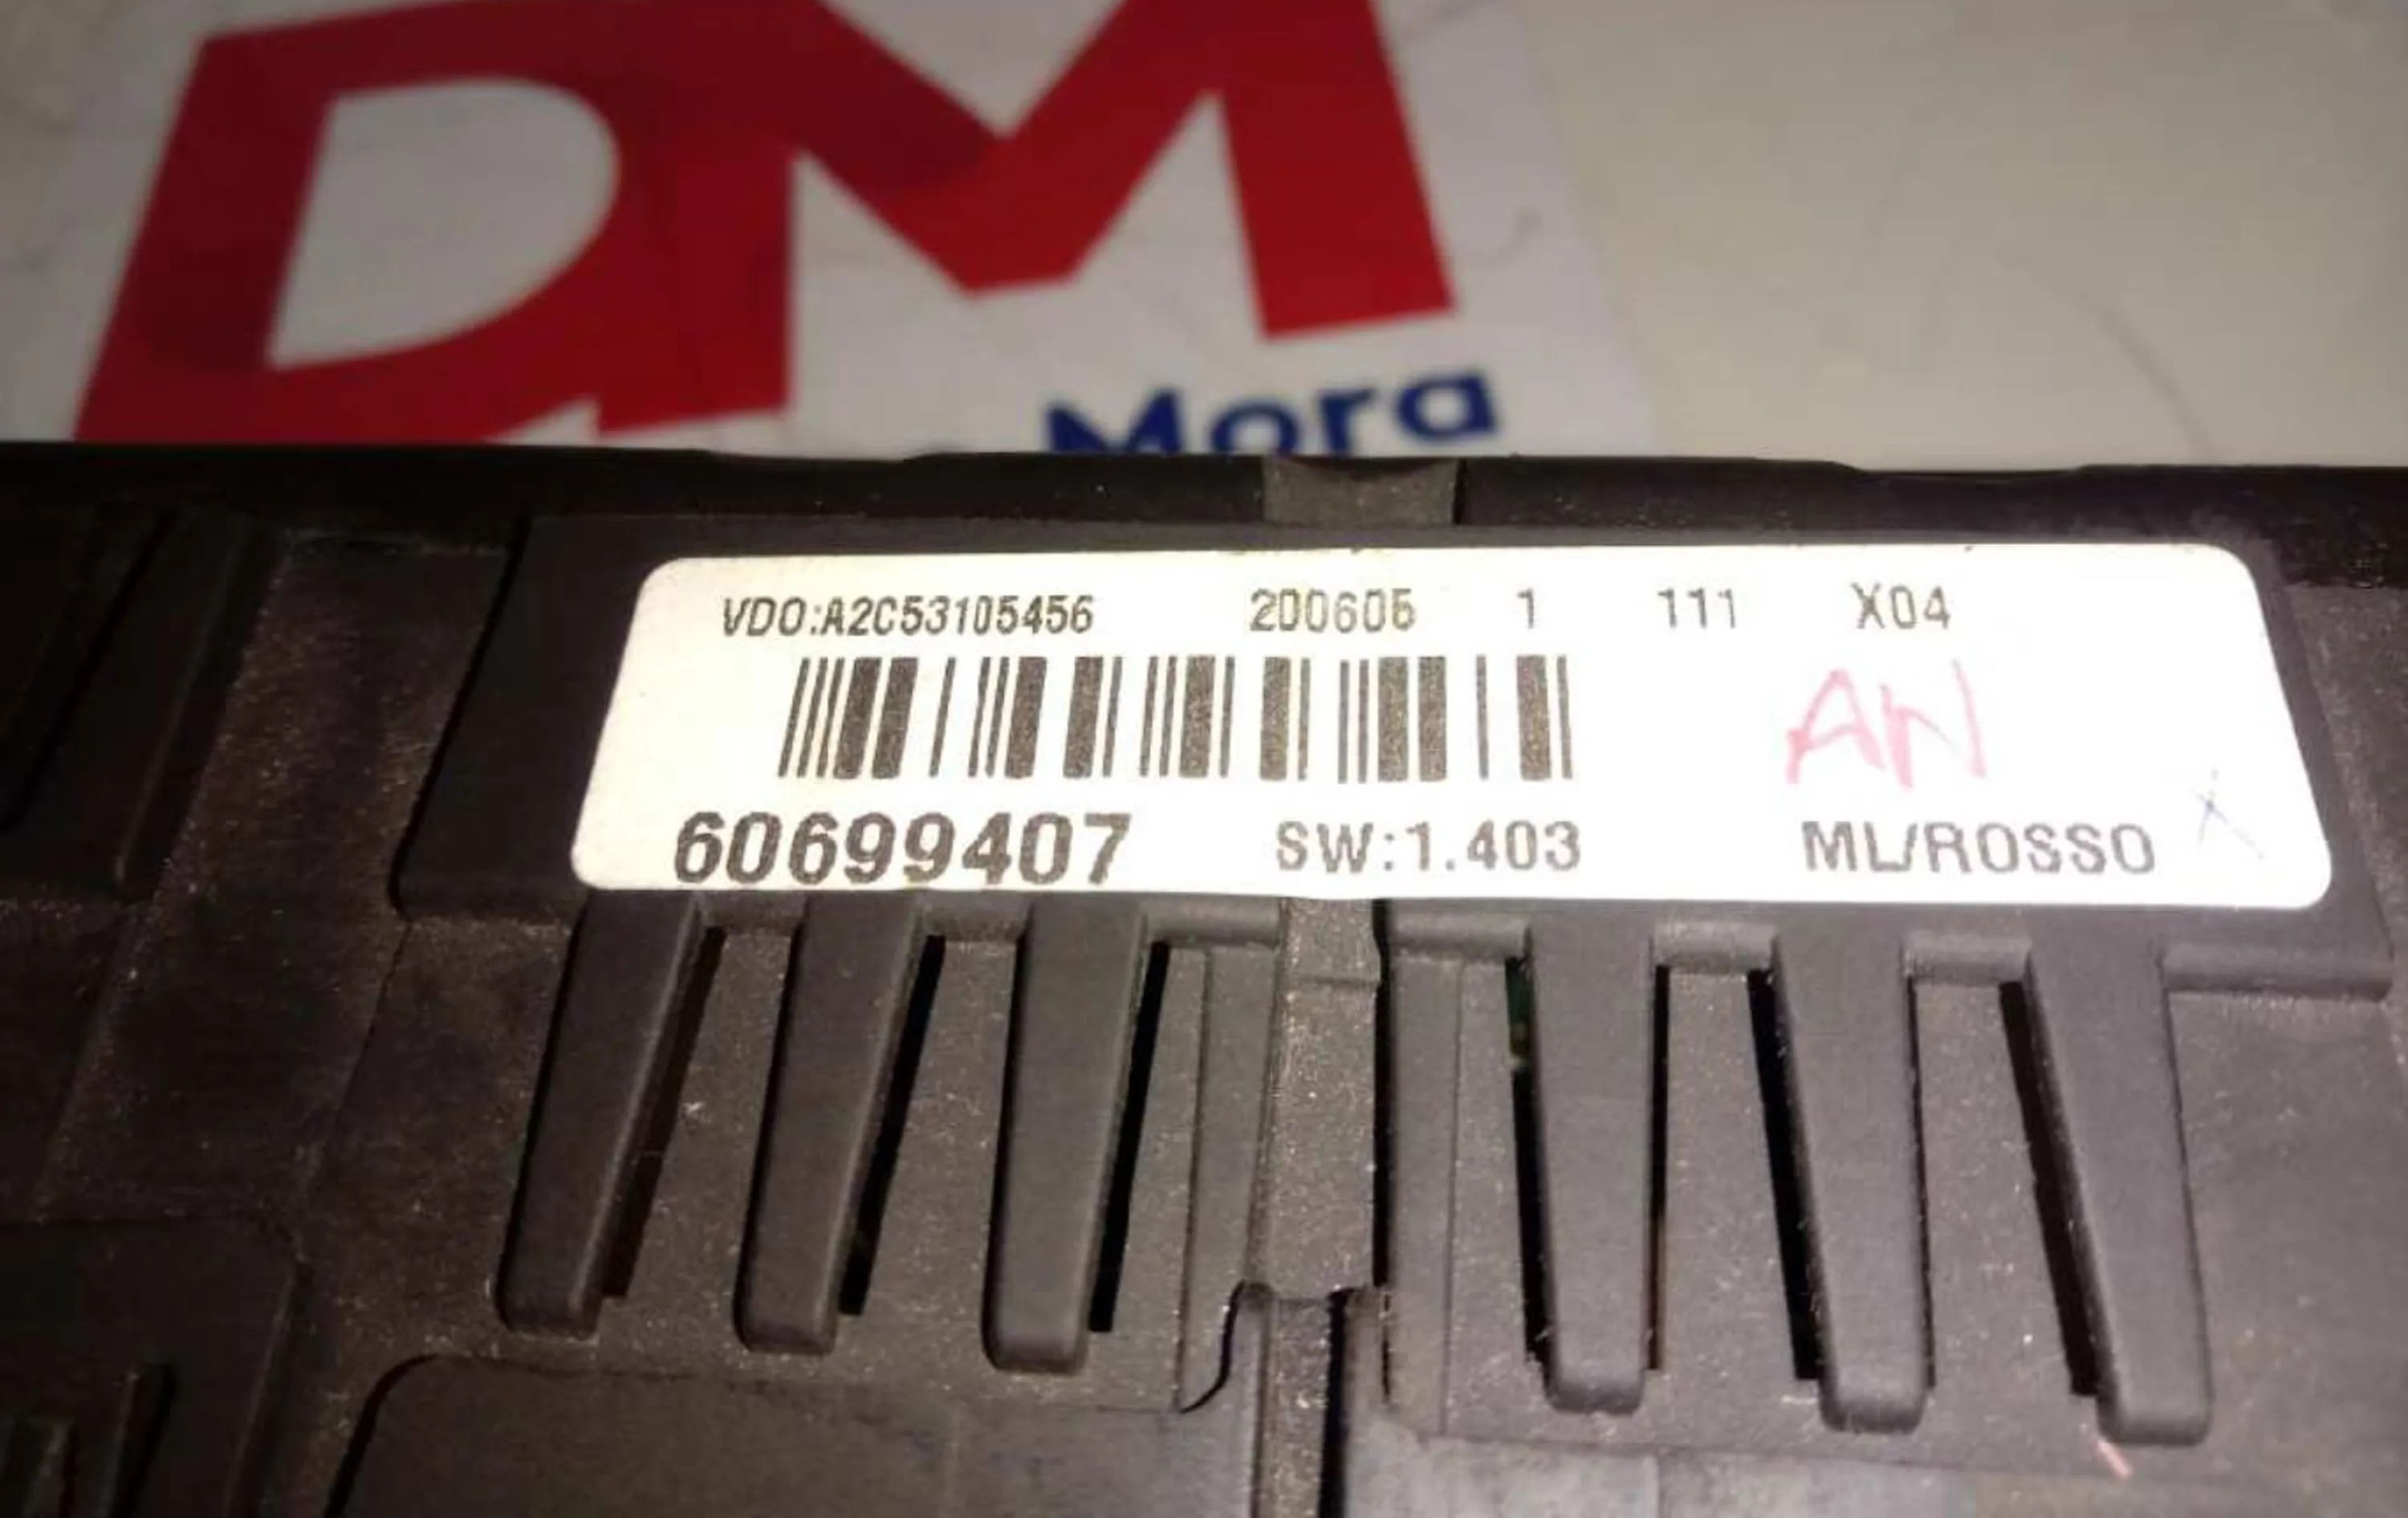 DM
Mora
VDO:A2C53105456 200605 1 111 X04
AN
60699407 SW:1.403 ML/ROSSO